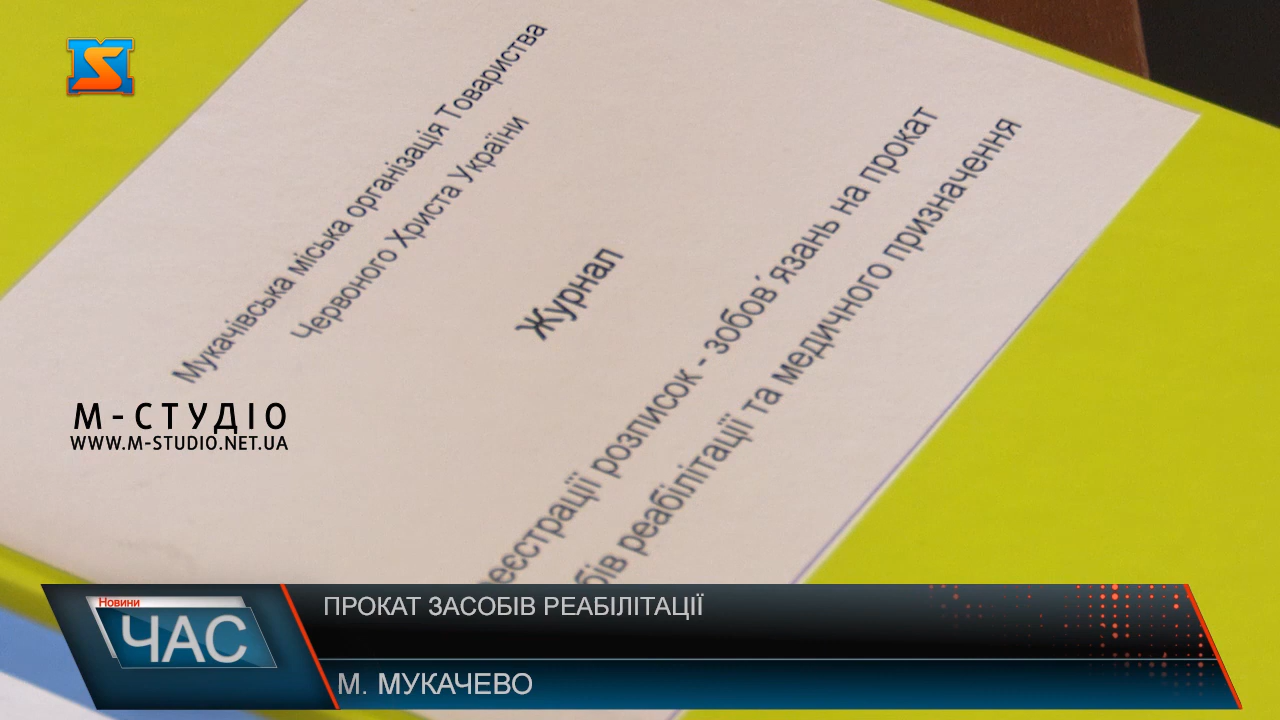 Мукачівська міська організація Товариства
Червоного Христа України
Журнал
реєстрації розписок - зобов´язань на прокат
бів реабілітації та медичного призначення
М-СТУДІО
WWW.M-STUDIO.NET.UA
Новини
ЧАС
ПРОКАТ ЗАСОБІВ РЕАБІЛІТАЦІЇ
М. МУКАЧЕВО